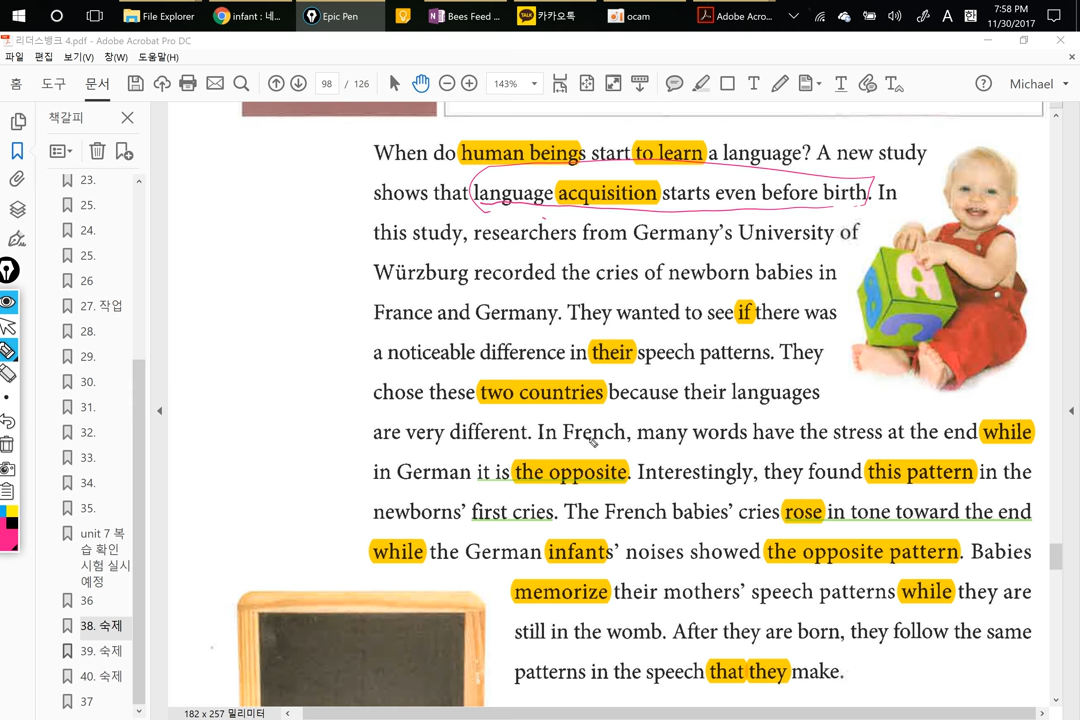 File Explorer
infant : 네...
Epic Pen
Bees Feed ...
카카오톡
ocam
Adobe Acro...
A
한
7:58 PM
11/30/2017
리더스뱅크 4.pdf - Adobe Acrobat Pro DC
파일 편집 보기(V) 창(W) 도움말(H)
홈 도구 문서
98 / 126
143%
Michael
책갈피
23.
25.
24.
25.
26
27. 작업
28.
29.
30.
31.
32.
33.
34.
35.
unit 7 복
습 확인
시험 실시
예정
36
38. 숙제
39. 숙제
40. 숙제
37
When do human beings start to learn a language? A new study
shows that language acquisition starts even before birth. In
this study, researchers from Germany's University of
Würzburg recorded the cries of newborn babies in
France and Germany. They wanted to see if there was
a noticeable difference in their speech patterns. They
chose these two countries because their languages
are very different. In French, many words have the stress at the end while
in German it is the opposite. Interestingly, they found this pattern in the
newborns' first cries. The French babies' cries rose in tone toward the end
while the German infants' noises showed the opposite pattern. Babies
memorize their mothers' speech patterns while they are
still in the womb. After they are born, they follow the same
patterns in the speech that they make.
A
C
182 x 257 밀리미터